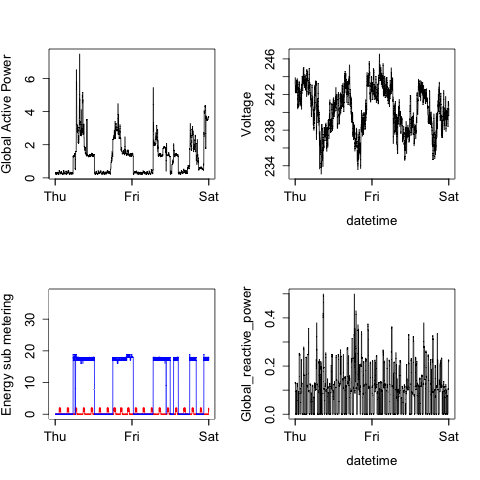 Global Active Power
0 2 4 6
Thu Fri Sat
Voltage
234 238 242 246
Thu Fri Sat
datetime
Energy sub metering
0 10 20 30
Thu Fri Sat
Global_reactive_power
0.0 0.2 0.4
Thu Fri Sat
datetime